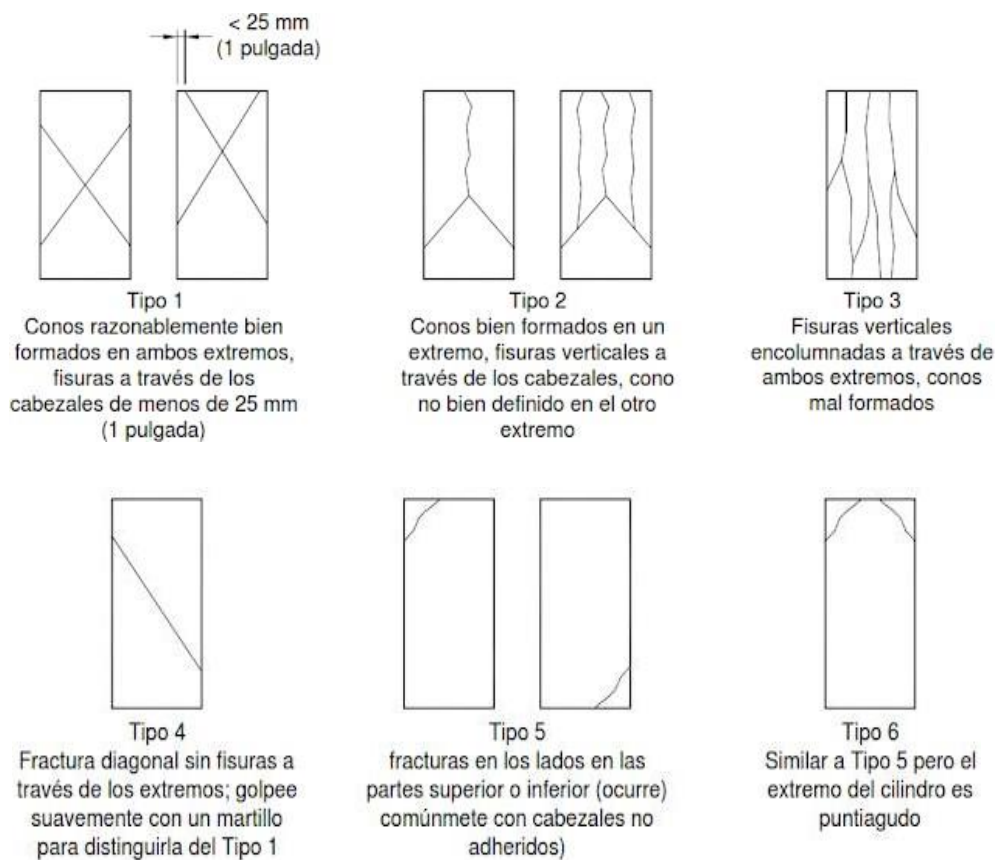 < 25 mm
(1 pulgada)
Tipo 1
Conos razonablemente bien
formados en ambos extremos,
fisuras a través de los
cabezales de menos de 25 mm
(1 pulgada)
Tipo 2
Conos bien formados en un
extremo, fisuras verticales a
través de los cabezales, cono
no bien definido en el otro
extremo
Tipo 3
Fisuras verticales
encolumnadas a través de
ambos extremos, conos
mal formados
Tipo 4
Fractura diagonal sin fisuras a
través de los extremos; golpee
suavemente con un martillo
para distinguirla del Tipo 1
Tipo 5
fracturas en los lados en las
partes superior o inferior (ocurre)
comúnmete con cabezales no
adheridos)
Tipo 6
Similar a Tipo 5 pero el
extremo del cilindro es
puntiagudo